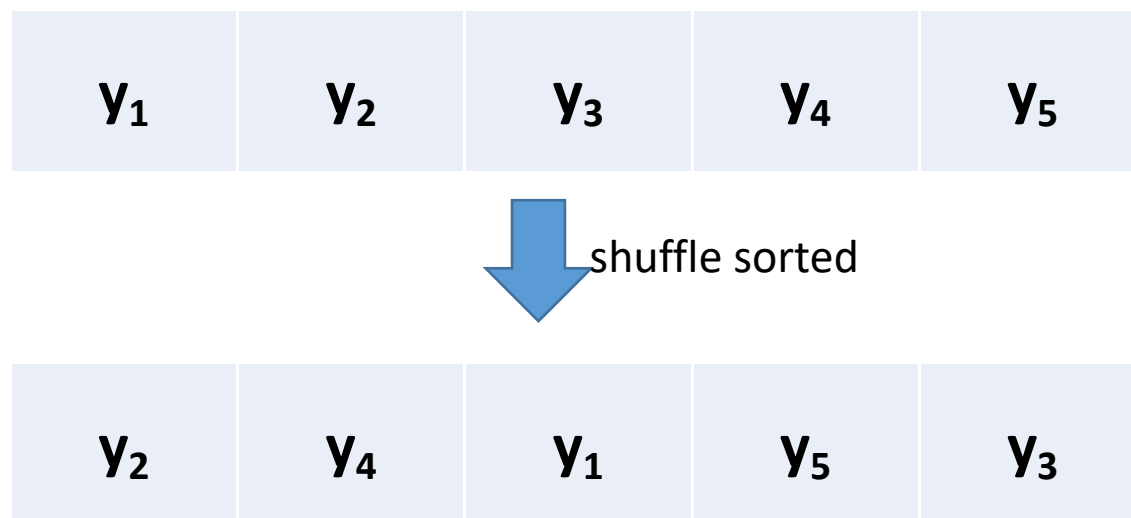 y₁ y₂ y₃ y₄ y₅
shuffle sorted
y₂ y₄ y₁ y₅ y₃